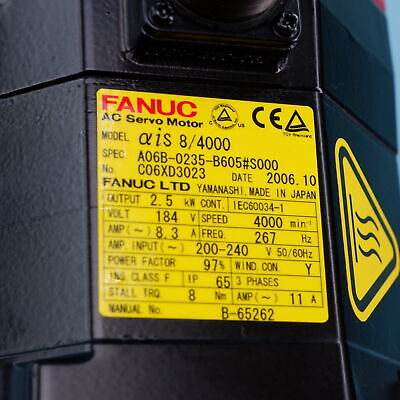 FANUC
AC Servo Motor
MODEL αiS 8/4000
SPEC. A06B-0235-B605#S000
No. C06XD3023 DATE 2006.10
FANUC LTD YAMANASHI, MADE IN JAPAN
OUTPUT 2.5 kW CONT. IEC60034-1
VOLT 184 V SPEED 4000 min⁻¹
AMP(~) 8.3 A FREQ. 267 Hz
AMP. INPUT(~) 200-240 V 50/60Hz
POWER FACTOR 97% WIND. CON. Y
INS. CLASS F IP 65 3 PHASES
STALL TRQ. 8 Nm AMP(~) 11 A
MANUAL No. B-65262